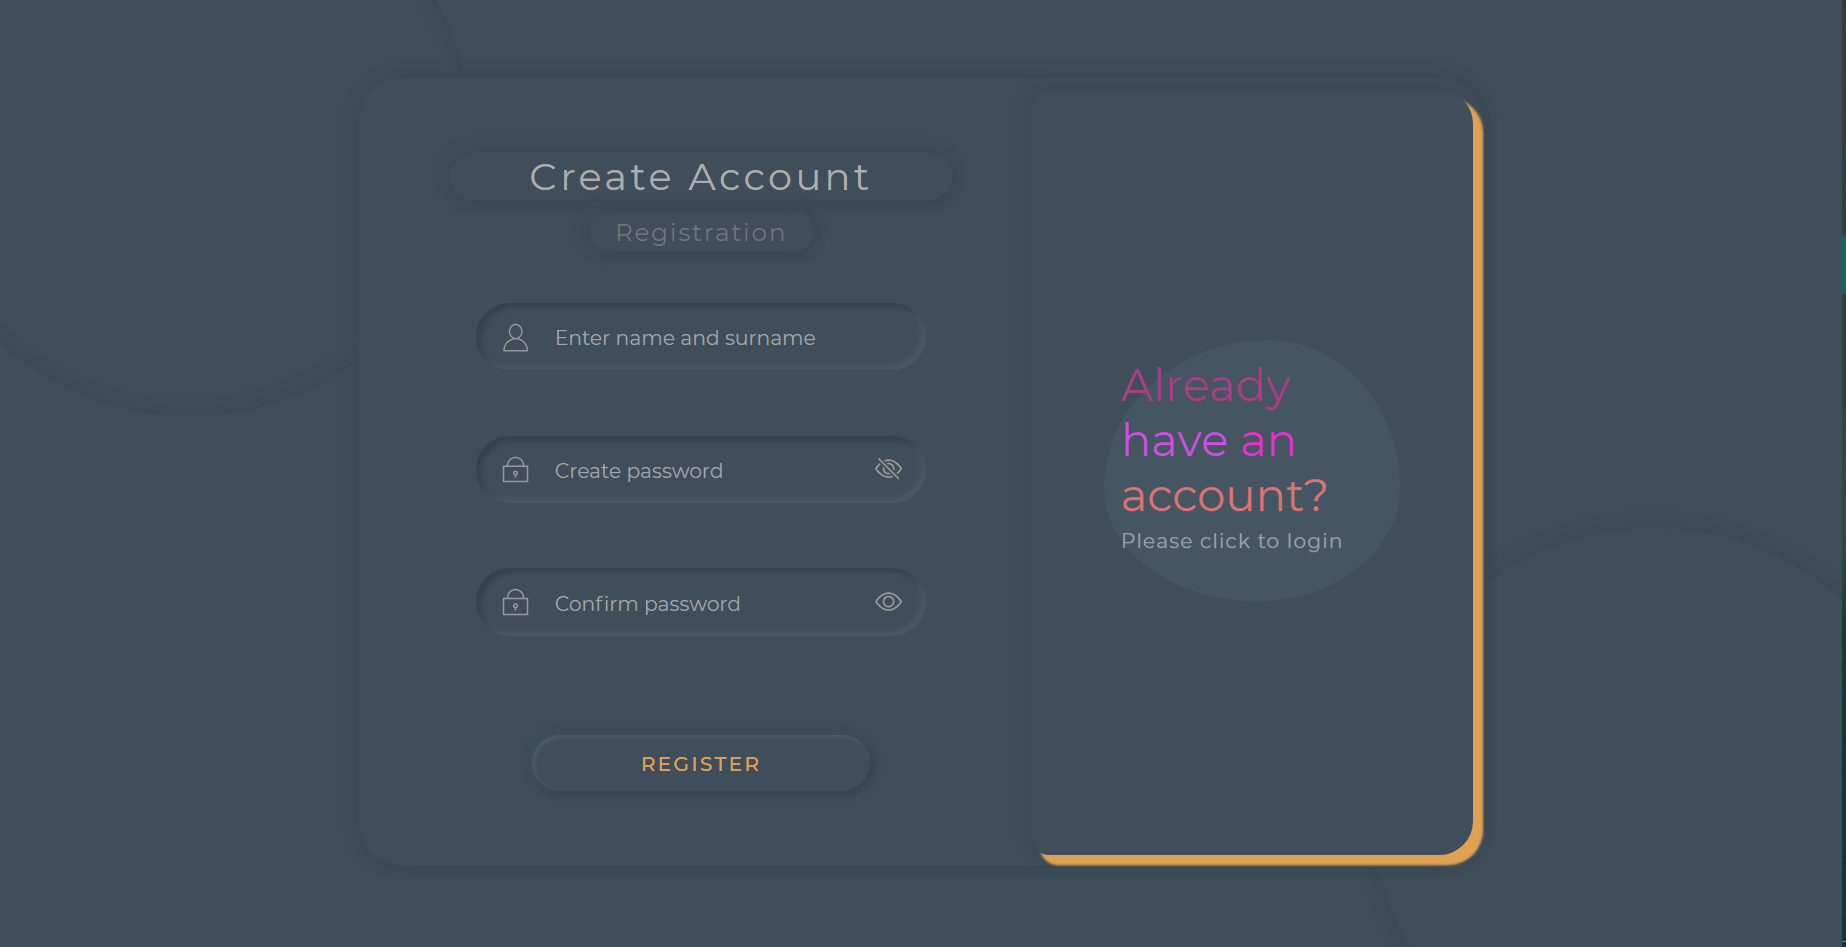 Create Account
Registration
Enter name and surname
Create password
Confirm password
REGISTER
Already
have an
account?
Please click to login